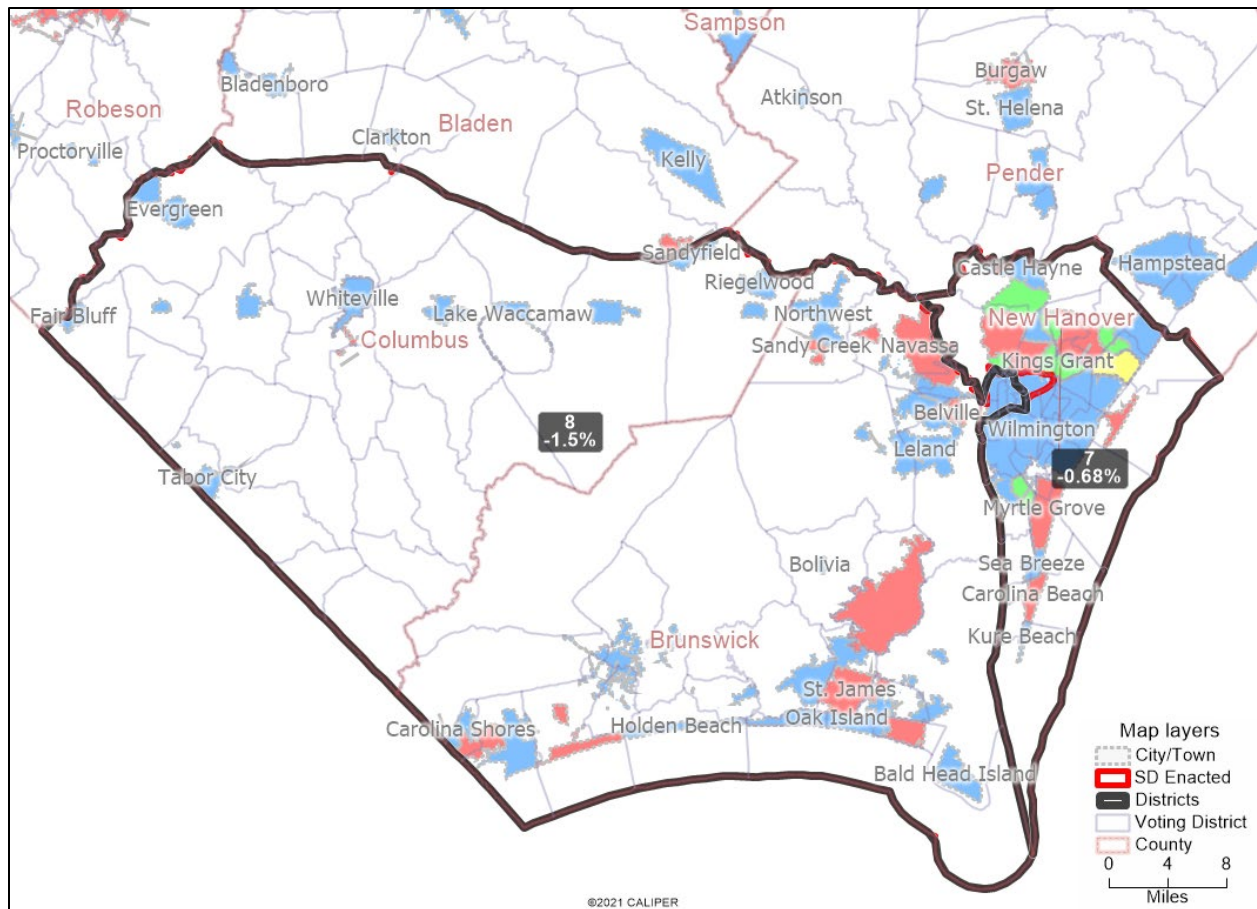 Sampson
Burgaw
Bladenboro
Atkinson
St. Helena
Robeson
Clarkton
Bladen
Proctorville
Kelly
Pender
Evergreen
Sandyfield
Castle Hayne
Hampstead
Riegelwood
Fair Bluff
Whiteville
Lake Waccamaw
Northwest
New Hanover
Columbus
Sandy Creek
Navassa
Kings Grant
8
-1.5%
Belville
Wilmington
Leland
7
-0.68%
Tabor City
Myrtle Grove
Bolivia
Sea Breeze
Carolina Beach
Brunswick
Kure Beach
St. James
Carolina Shores
Holden Beach
Oak Island
Bald Head Island
Map layers
City/Town
SD Enacted
Districts
Voting District
County
0 4 8
Miles
©2021 CALIPER